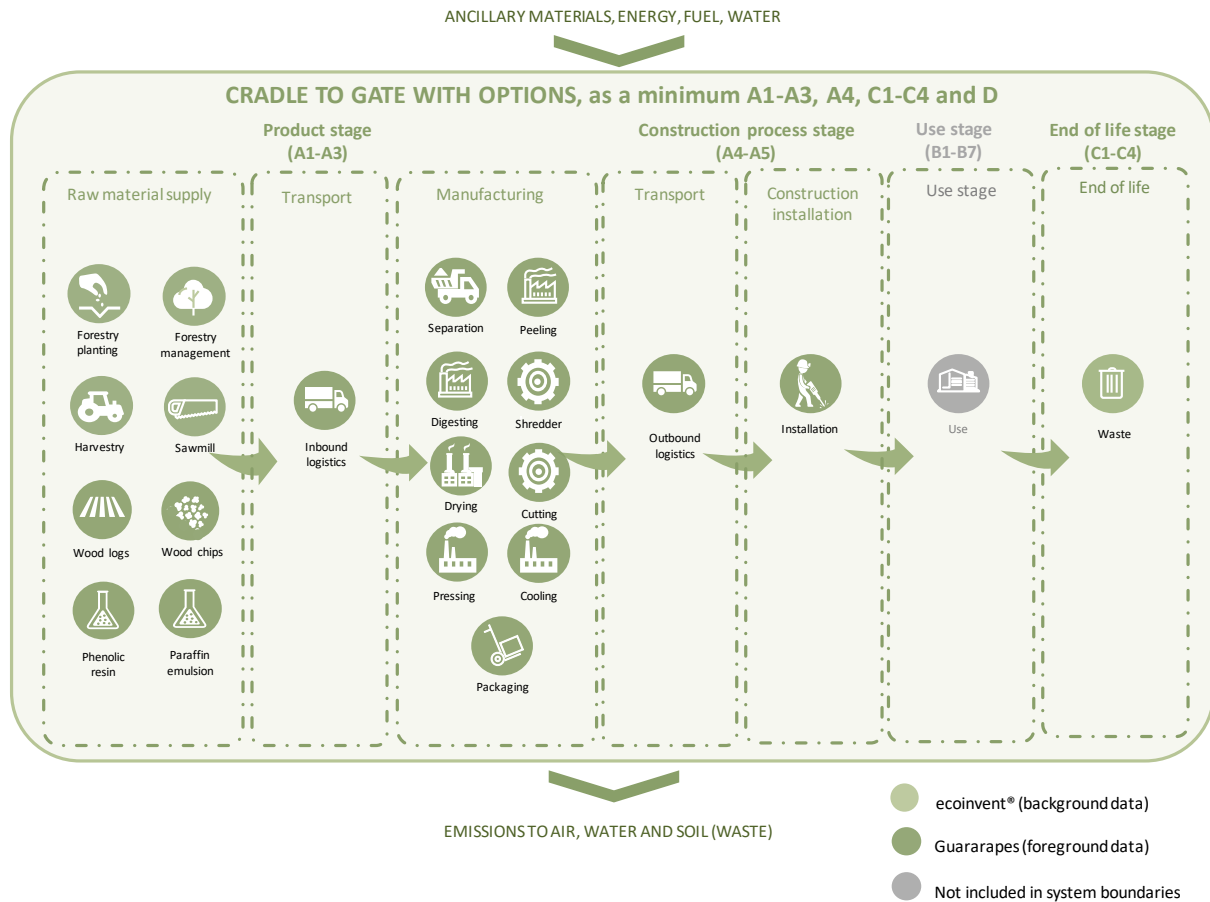 ANCILLARY MATERIALS, ENERGY, FUEL, WATER
CRADLE TO GATE WITH OPTIONS, as a minimum A1-A3, A4, C1-C4 and D
Product stage
(A1-A3)
Construction process stage
(A4-A5)
Use stage
(B1-B7)
End of life stage
(C1-C4)
Raw material supply
Transport
Manufacturing
Transport
Construction
installation
Use stage
End of life
Forestry
planting
Forestry
management
Harvestry
Sawmill
Wood logs
Wood chips
Phenolic
resin
Paraffin
emulsion
Inbound
logistics
Separation
Peeling
Digesting
Shredder
Drying
Cutting
Pressing
Cooling
Packaging
Outbound
logistics
Installation
Use
Waste
EMISSIONS TO AIR, WATER AND SOIL (WASTE)
ecoinvent® (background data)
Guararapes (foreground data)
Not included in system boundaries